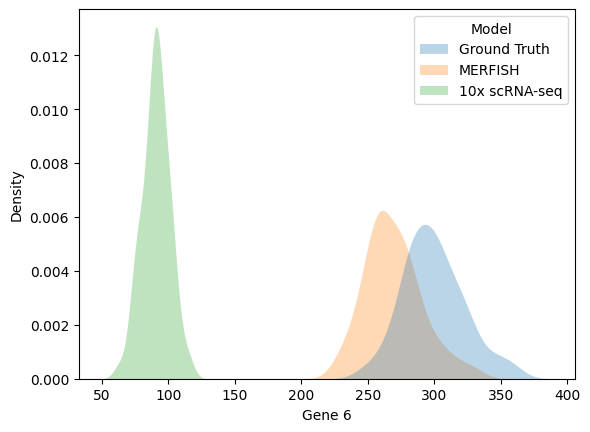 Model
Ground Truth
MERFISH
10x scRNA-seq
Density
0.012
0.010
0.008
0.006
0.004
0.002
0.000
50 100 150 200 250 300 350 400
Gene 6